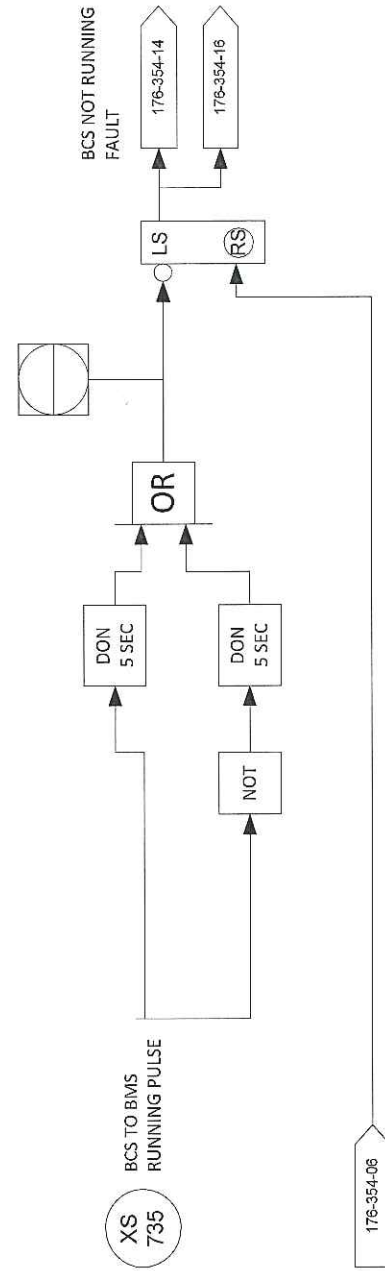 XS
735
BCS TO BMS
RUNNING PULSE
DON
5 SEC
NOT
DON
5 SEC
OR
LS
RS
BCS NOT RUNNING
FAULT
176-354-14
176-354-16
176-354-06